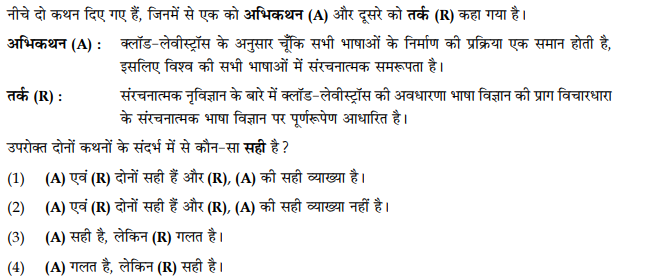 नीचे दो कथन दिए गए हैं, जिनमें से एक को अभिकथन (A) और दूसरे को तर्क (R) कहा गया है।
अभिकथन (A) : क्लॉड-लेवीस्ट्रॉस के अनुसार चूँकि सभी भाषाओं के निर्माण की प्रक्रिया एक समान होती है,
इसलिए विश्व की सभी भाषाओं में संरचनात्मक समरूपता है।
तर्क (R) : संरचनात्मक नृविज्ञान के बारे में क्लॉड-लेवीस्ट्रॉस की अवधारणा भाषा विज्ञान की प्राग विचारधारा
के संरचनात्मक भाषा विज्ञान पर पूर्णरूपेण आधारित है।
उपरोक्त दोनों कथनों के संदर्भ में से कौन-सा सही है ?
(1) (A) एवं (R) दोनों सही हैं और (R), (A) की सही व्याख्या है।
(2) (A) एवं (R) दोनों सही हैं और (R), (A) की सही व्याख्या नहीं है।
(3) (A) सही है, लेकिन (R) गलत है।
(4) (A) गलत है, लेकिन (R) सही है।